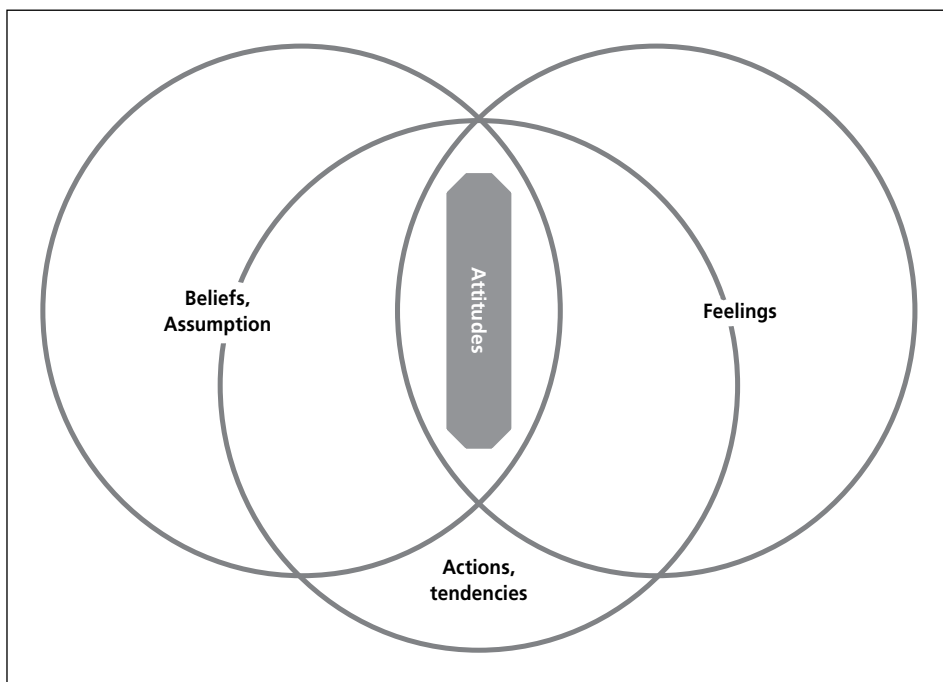 Beliefs,
Assumption
Attitudes
Feelings
Actions,
tendencies